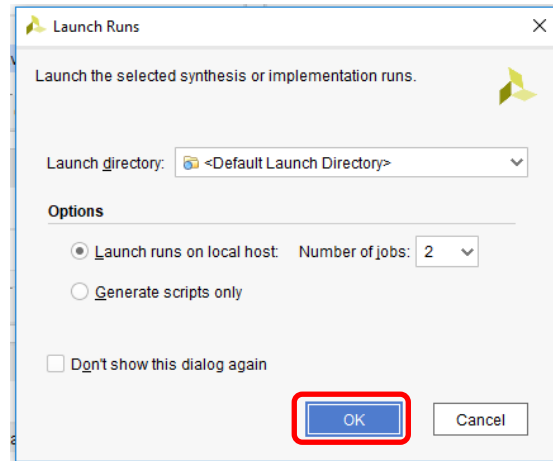 Launch Runs
Launch the selected synthesis or implementation runs.
Launch directory: <Default Launch Directory>
Options
Launch runs on local host: Number of jobs: 2
Generate scripts only
Don't show this dialog again
OK Cancel